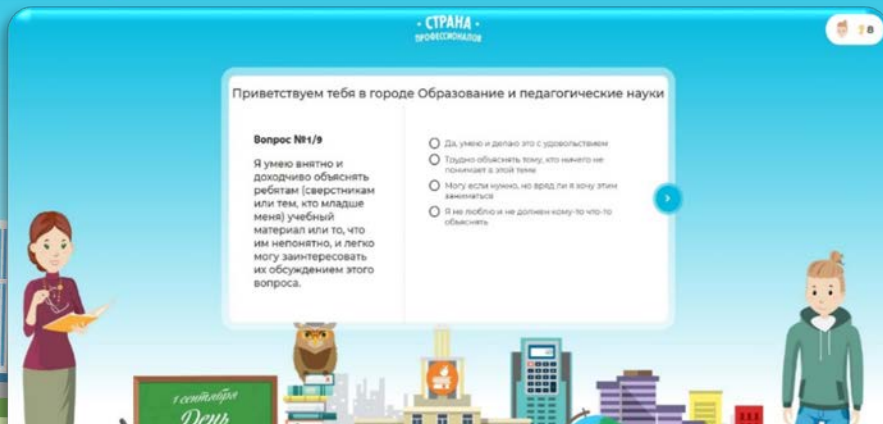 · СТРАНА ·
ПРОФЕССИОНАЛОВ
8
Приветствуем тебя в городе Образование и педагогические науки
Вопрос №1/9
Я умею внятно и
доходчиво объяснять
ребятам (сверстникам
или тем, кто младше
меня) учебный
материал или то, что
им непонятно, и легко
могу заинтересовать
их обсуждением этого
вопроса.
Да, умею и делаю это с удовольствием
Трудно объяснять тому, кто ничего не
понимает в этой теме
Могу если нужно, но вряд ли я хочу этим
заниматься
Я не люблю и не должен кому-то что-то
объяснять
1 сентября
День